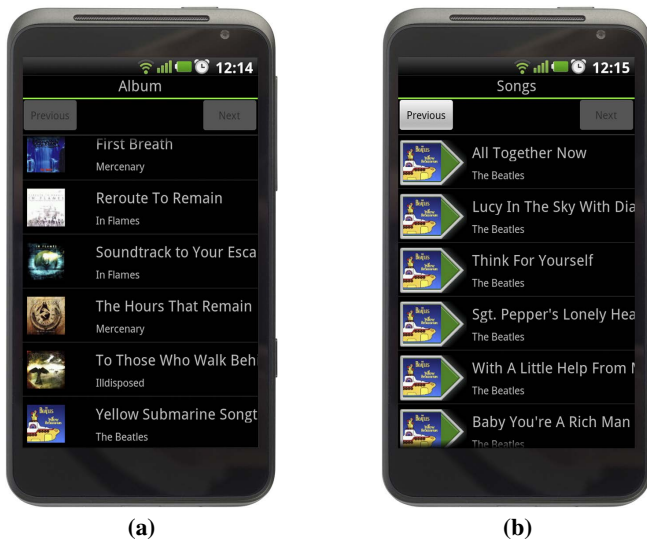 12:14
Album
Previous
Next
First Breath
Mercenary
Reroute To Remain
In Flames
Soundtrack to Your Esca
In Flames
The Hours That Remain
Mercenary
To Those Who Walk Beh
Illdisposed
Yellow Submarine Songt
The Beatles
(a)
12:15
Songs
Previous
Next
All Together Now
The Beatles
Lucy In The Sky With Dia
The Beatles
Think For Yourself
The Beatles
Sgt. Pepper's Lonely Hea
The Beatles
With A Little Help From
The Beatles
Baby You're A Rich Man
The Beatles
(b)